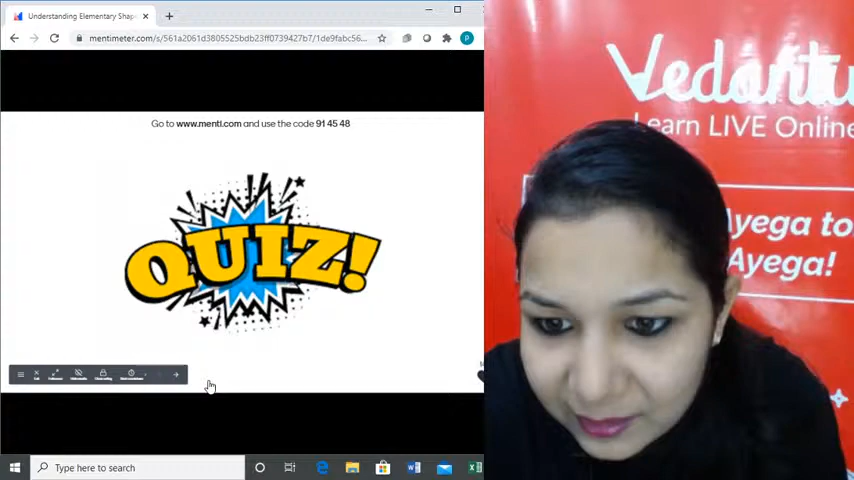 Understanding Elementary Shap
mentimeter.com/s/561a2061d3805525bdb23ff0739427b7/1de9fabc56...
P
Go to www.menti.com and use the code 91 45 48
QUIZ!
Type here to search
Vedantu
Learn LIVE Online
Ayega to
Ayega!